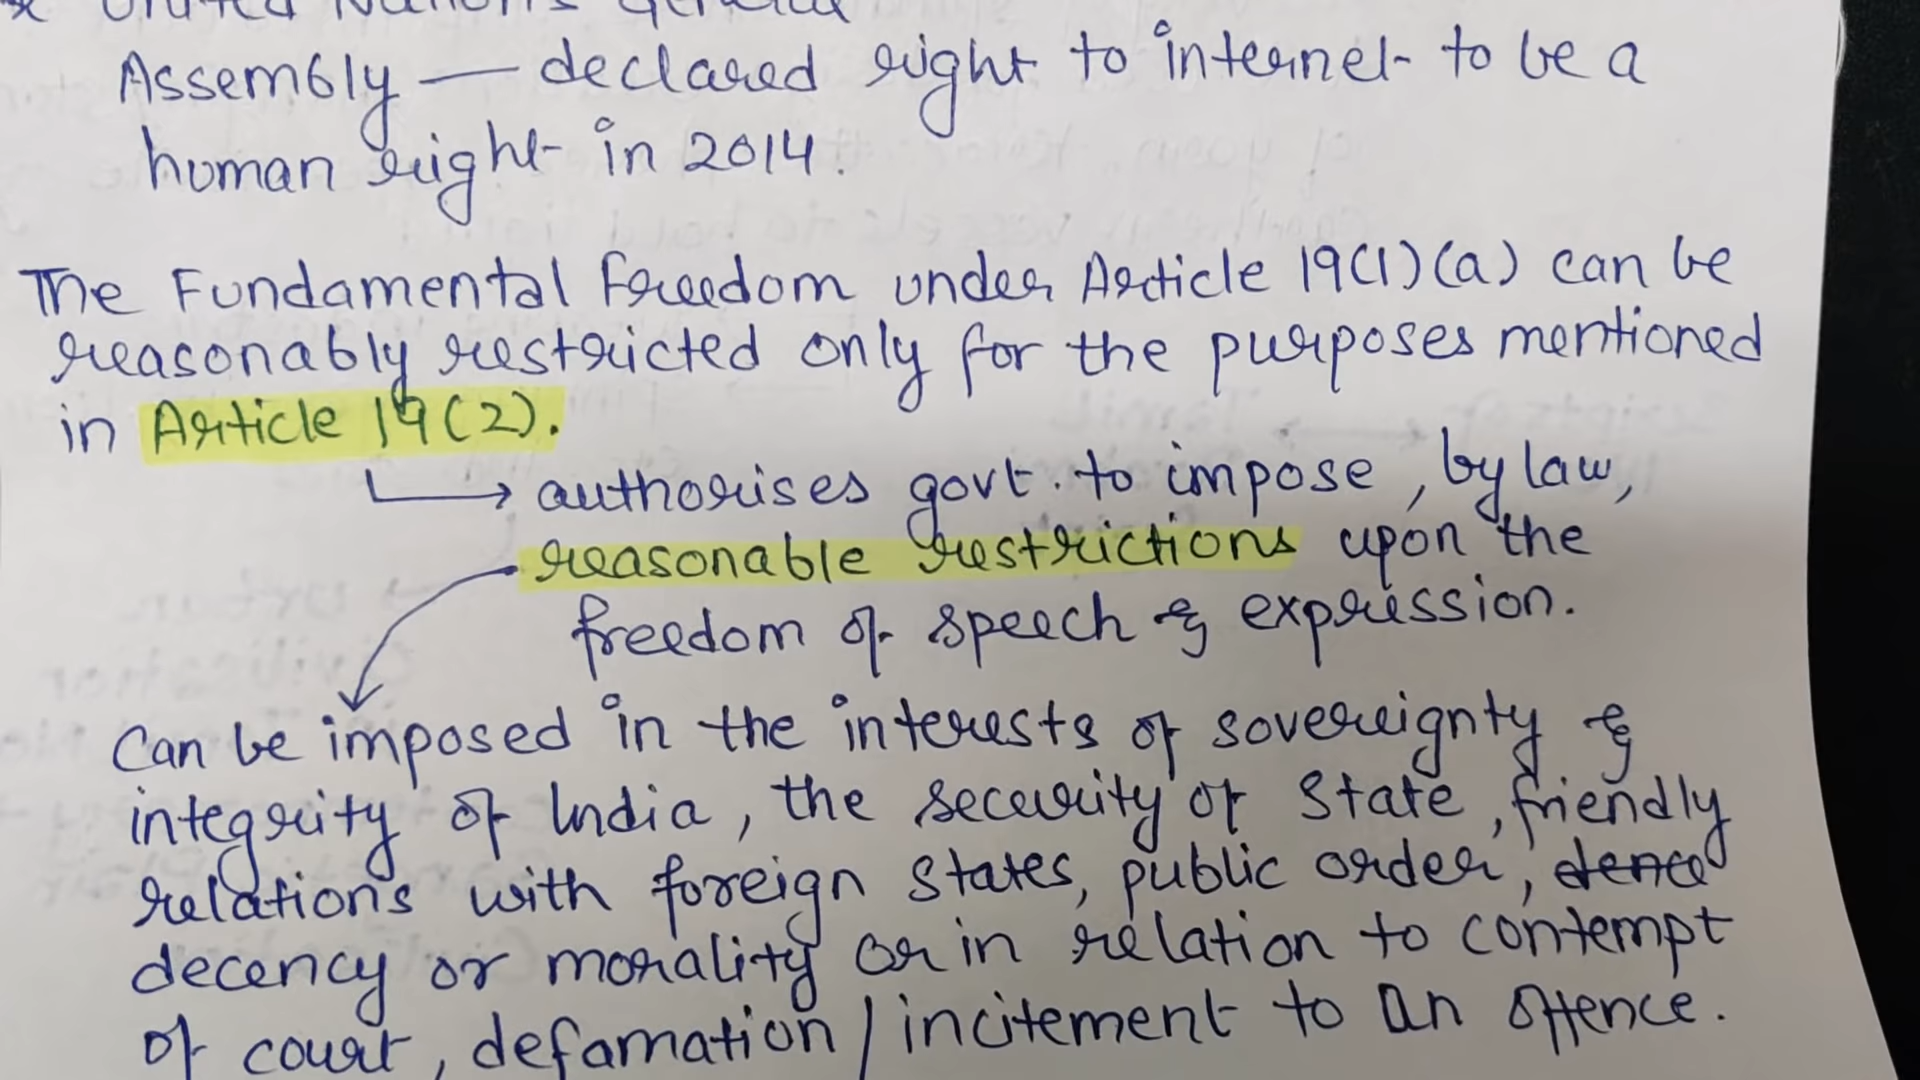 * United Nations General
Assembly — declared right to internet to be a
human right in 2014.
The Fundamental Freedom under Article 19(1)(a) can be
reasonably restricted only for the purposes mentioned
in Article 19(2).
→ authorises govt. to impose, by law,
reasonable restrictions upon the
freedom of speech & expression.
Can be imposed in the interests of sovereignty &
integrity of India, the security of State, friendly
relations with foreign states, public order, dence
decency or morality or in relation to contempt
of court, defamation / incitement to an offence.